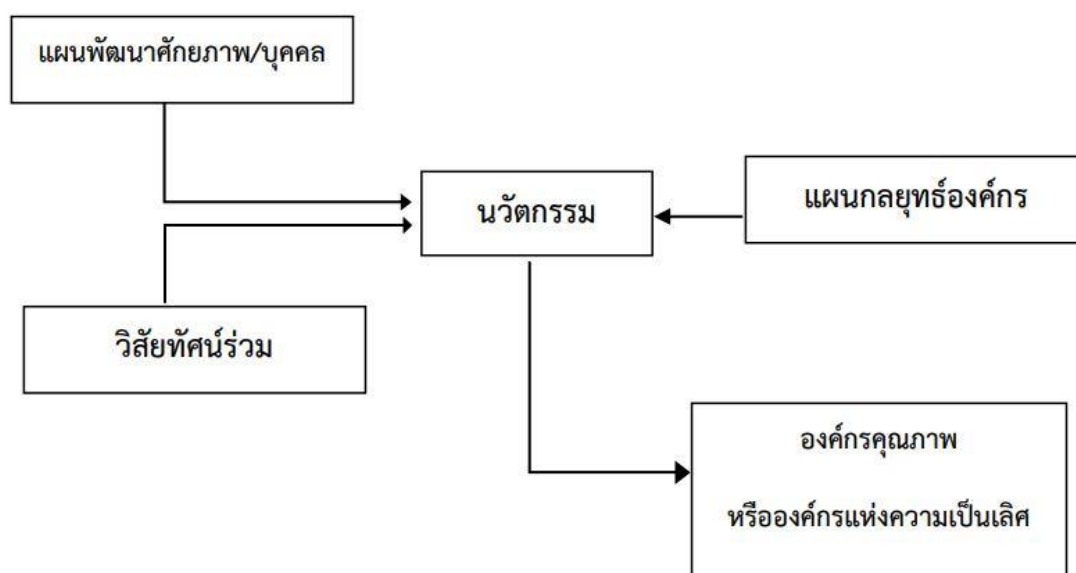 แผนพัฒนาศักยภาพ/บุคคล
นวัตกรรม
แผนกลยุทธ์องค์กร
วิสัยทัศน์ร่วม
องค์กรคุณภาพ
หรือองค์กรแห่งความเป็นเลิศ